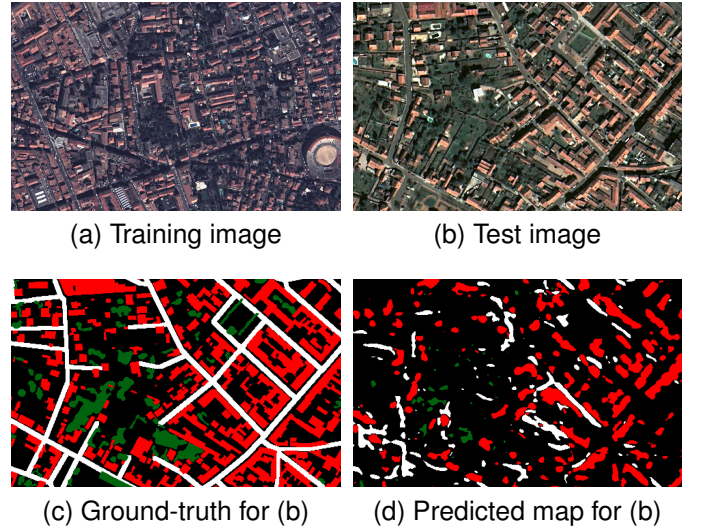 (a) Training image
(b) Test image
(c) Ground-truth for (b)
(d) Predicted map for (b)